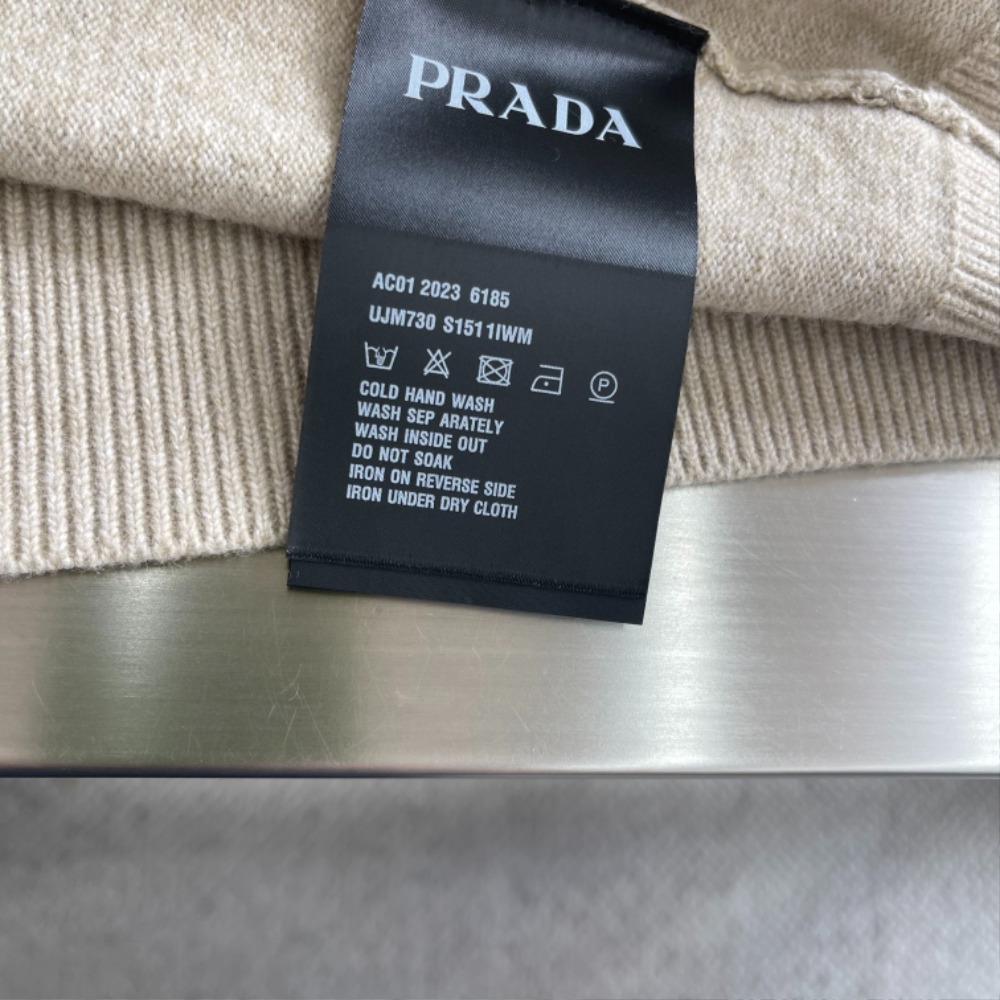 PRADA
AC01 2023 6185
UJM730 S1511IWM
P
COLD HAND WASH
WASH SEP ARATELY
WASH INSIDE OUT
DO NOT SOAK
IRON ON REVERSE SIDE
IRON UNDER DRY CLOTH